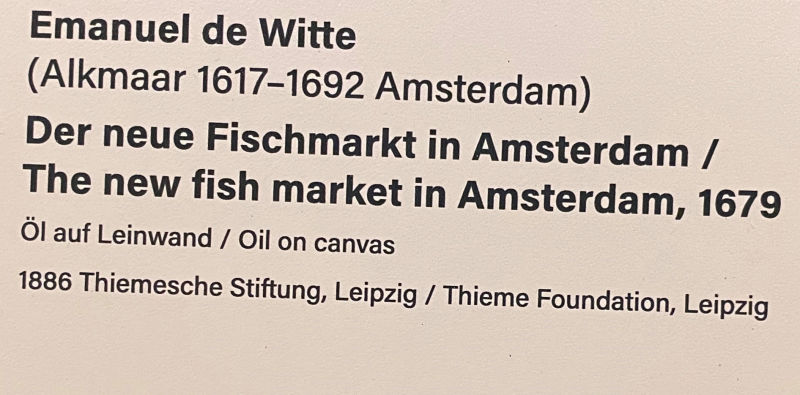 Emanuel de Witte
(Alkmaar 1617–1692 Amsterdam)
Der neue Fischmarkt in Amsterdam /
The new fish market in Amsterdam, 1679
Öl auf Leinwand / Oil on canvas
1886 Thiemesche Stiftung, Leipzig / Thieme Foundation, Leipzig